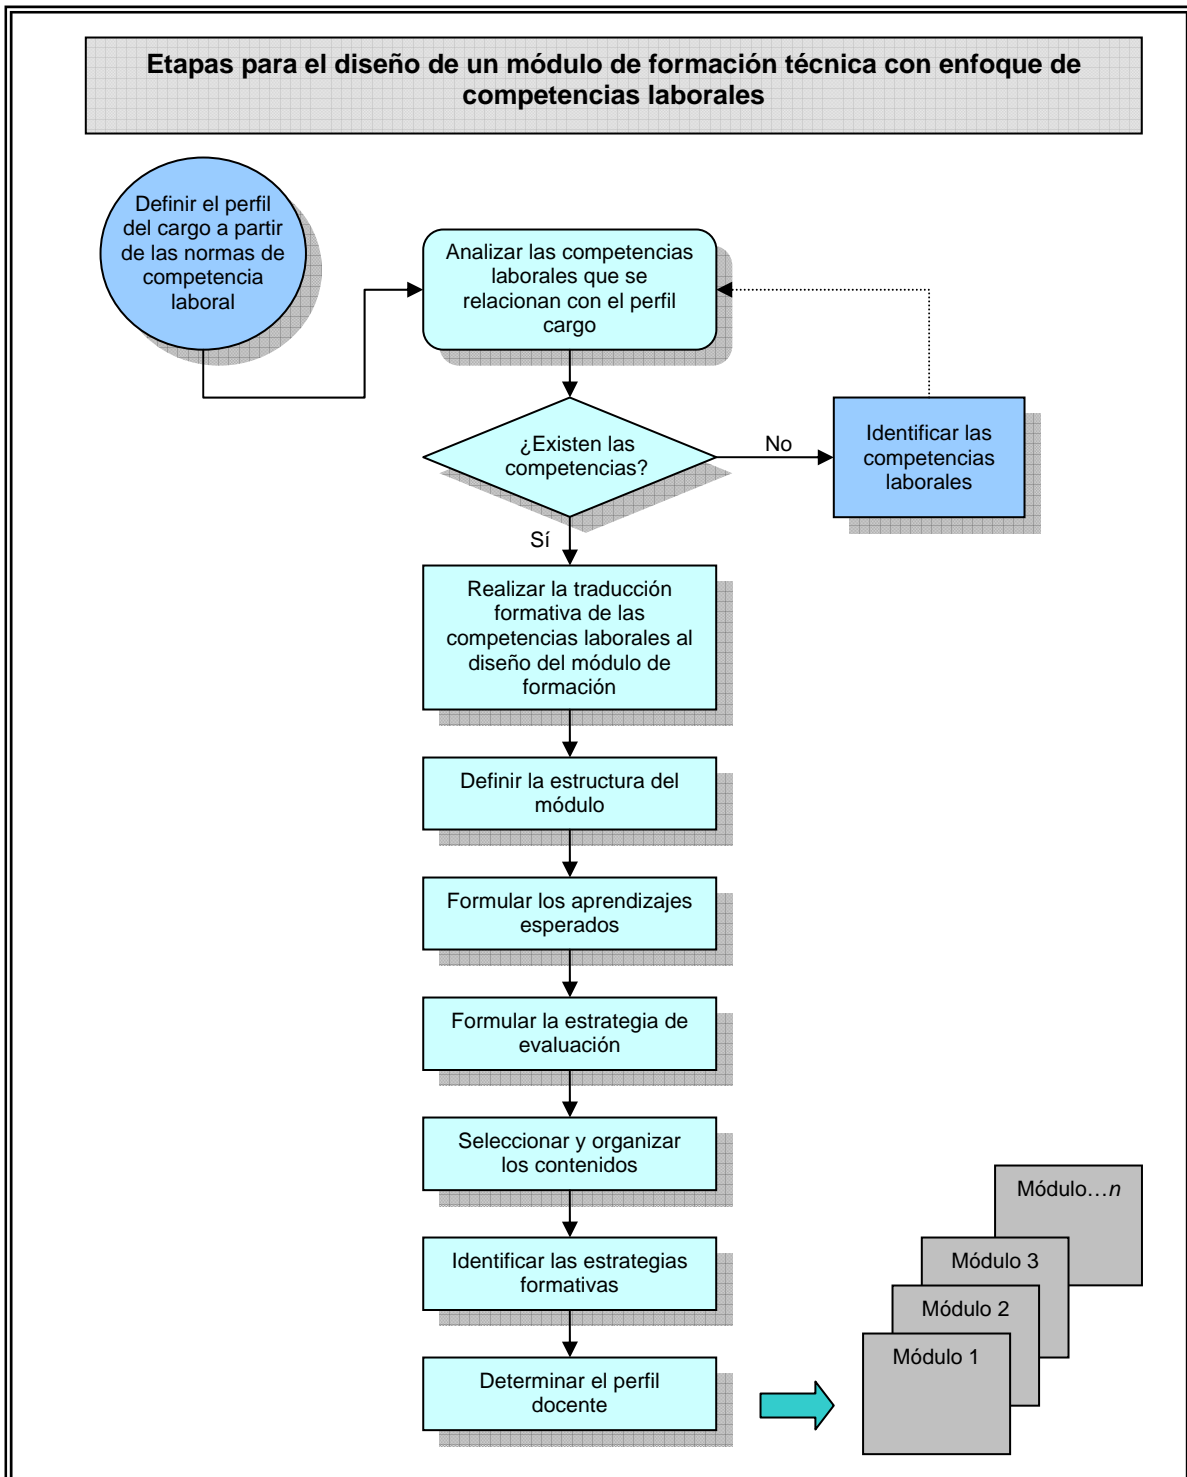 Etapas para el diseño de un módulo de formación técnica con enfoque de
competencias laborales
Definir el perfil
del cargo a partir
de las normas de
competencia
laboral
Analizar las competencias
laborales que se
relacionan con el perfil
cargo
¿Existen las
competencias?
No
Identificar las
competencias
laborales
Sí
Realizar la traducción
formativa de las
competencias laborales al
diseño del módulo de
formación
Definir la estructura del
módulo
Formular los aprendizajes
esperados
Formular la estrategia de
evaluación
Seleccionar y organizar
los contenidos
Identificar las estrategias
formativas
Determinar el perfil
docente
Módulo…n
Módulo 3
Módulo 2
Módulo 1